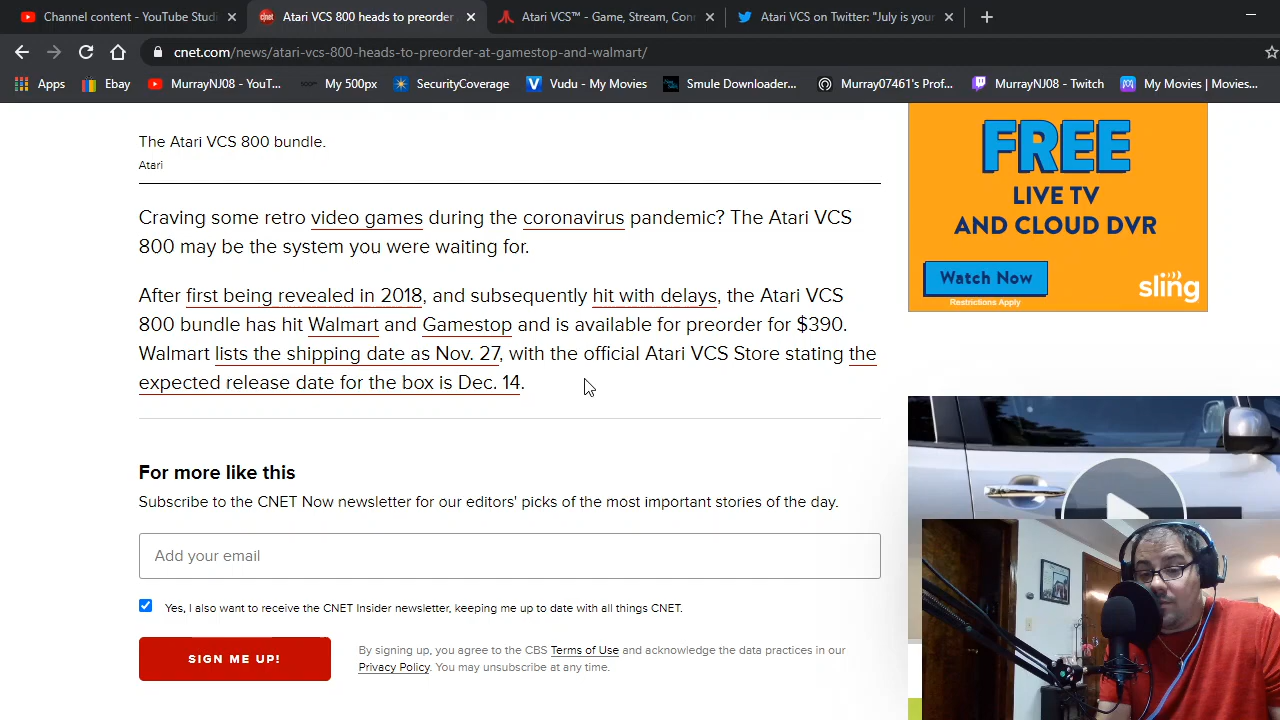 Channel content - YouTube Studi
Atari VCS 800 heads to preorder
Atari VCS™ - Game, Stream, Conn
Atari VCS on Twitter: "July is your
cnet.com/news/atari-vcs-800-heads-to-preorder-at-gamestop-and-walmart/
Apps
Ebay
MurrayNJ08 - YouT...
My 500px
SecurityCoverage
Vudu - My Movies
Smule Downloader...
Murray07461's Prof...
MurrayNJ08 - Twitch
My Movies | Movies...
The Atari VCS 800 bundle.
Atari
Craving some retro video games during the coronavirus pandemic? The Atari VCS
800 may be the system you were waiting for.
After first being revealed in 2018, and subsequently hit with delays, the Atari VCS
800 bundle has hit Walmart and Gamestop and is available for preorder for $390.
Walmart lists the shipping date as Nov. 27, with the official Atari VCS Store stating the
expected release date for the box is Dec. 14.
For more like this
Subscribe to the CNET Now newsletter for our editors' picks of the most important stories of the day.
Add your email
Yes, I also want to receive the CNET Insider newsletter, keeping me up to date with all things CNET.
SIGN ME UP!
By signing up, you agree to the CBS Terms of Use and acknowledge the data practices in our
Privacy Policy. You may unsubscribe at any time.
FREE
LIVE TV
AND CLOUD DVR
Watch Now
Restrictions Apply
sling